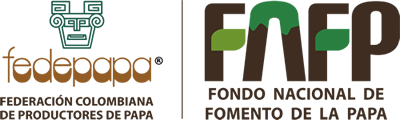 fedepapa®
FEDERACIÓN COLOMBIANA
DE PRODUCTORES DE PAPA
FNFP
FONDO NACIONAL DE
FOMENTO DE LA PAPA